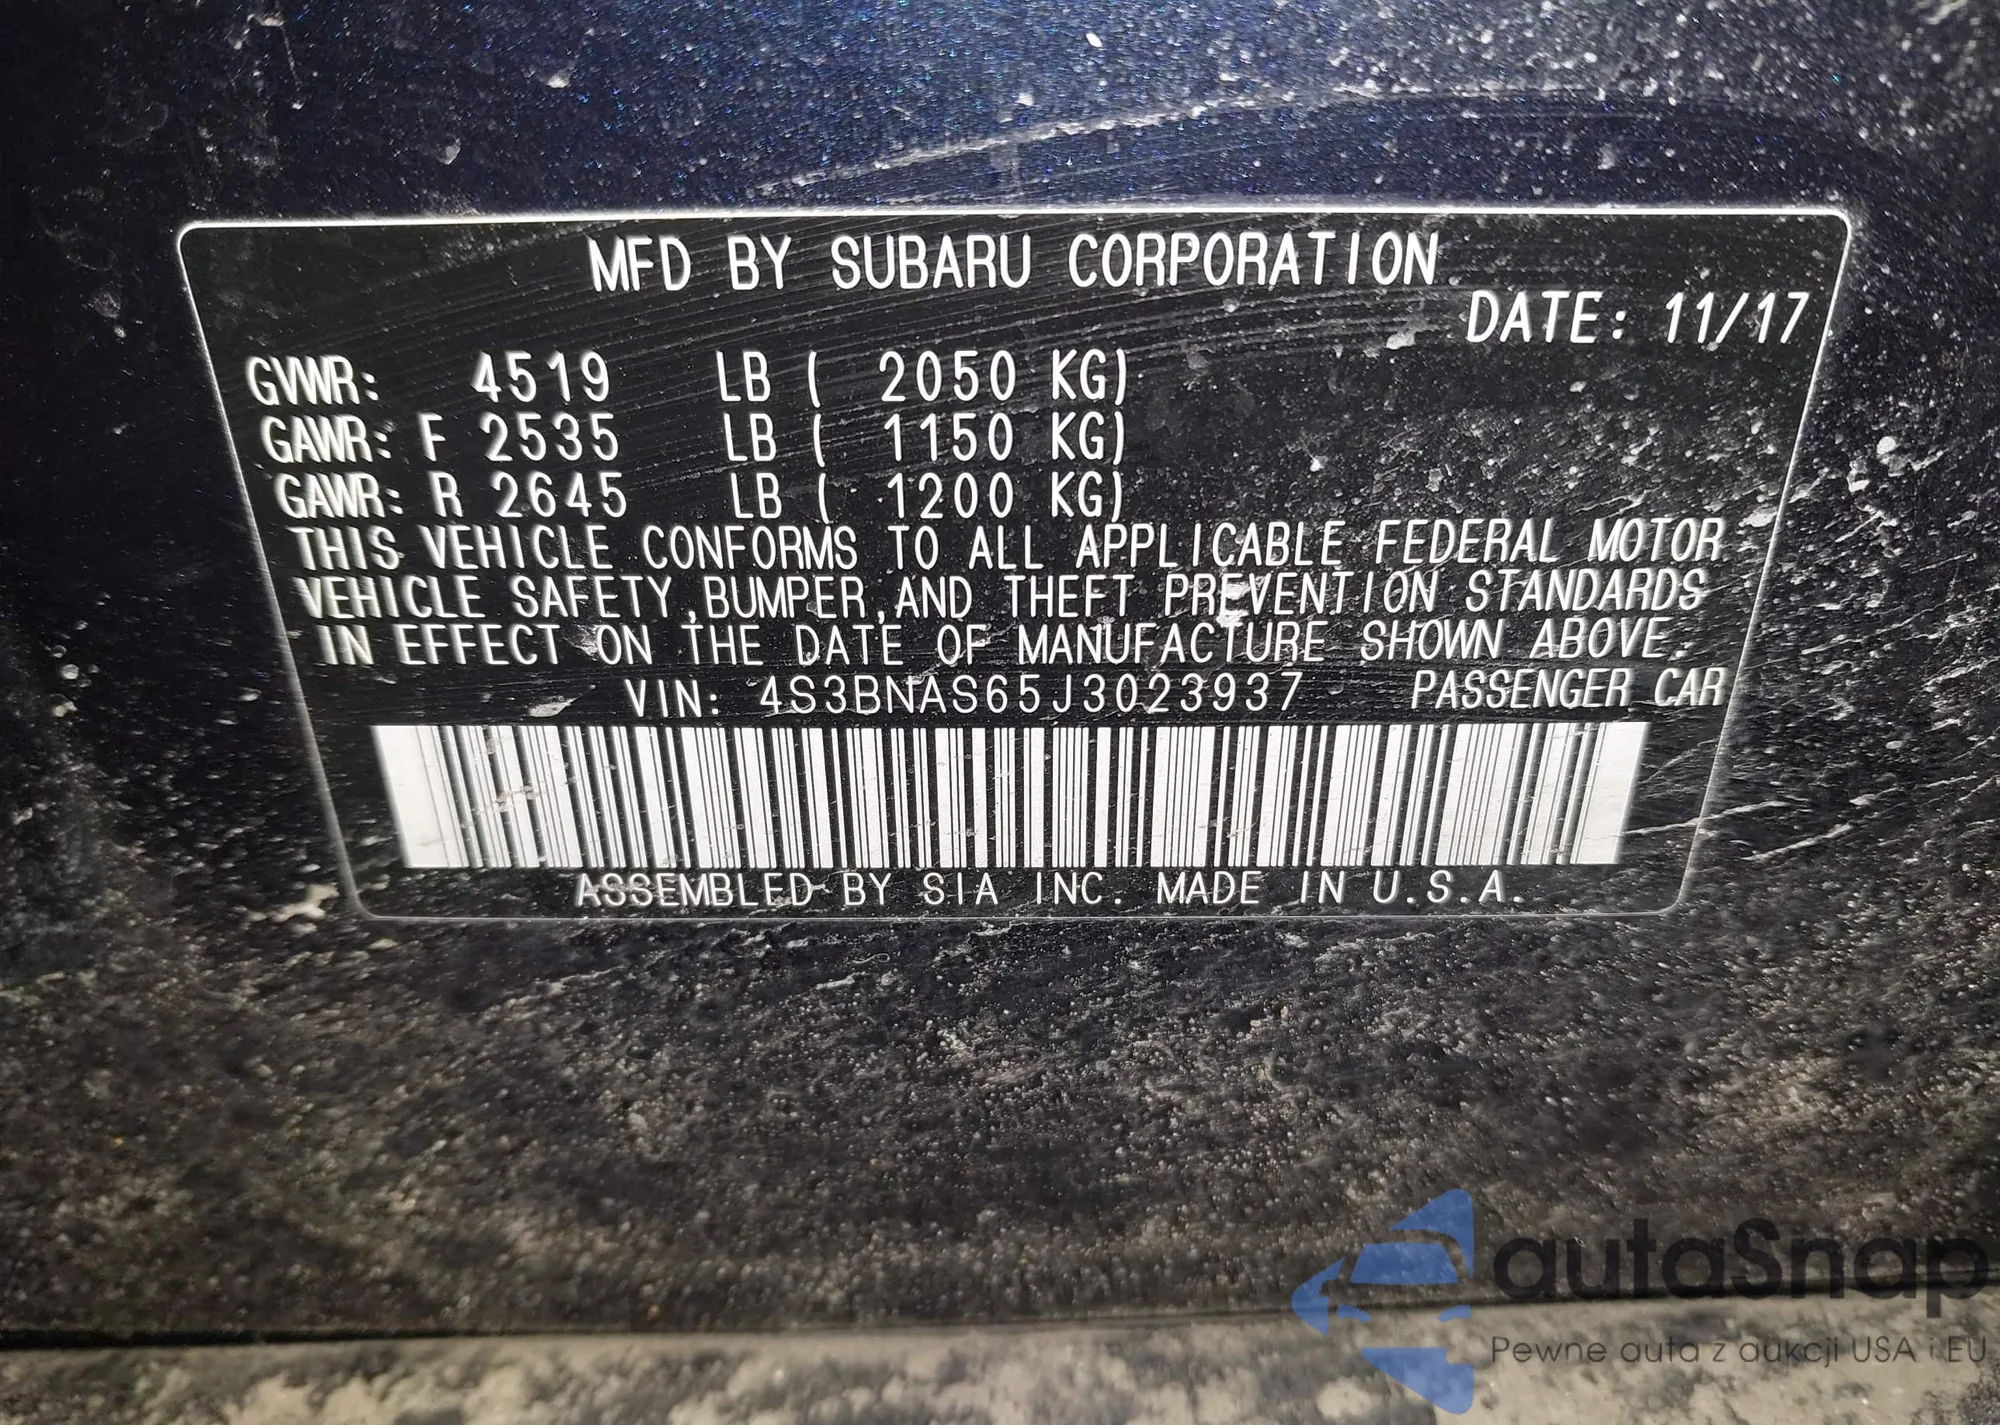 MFD BY SUBARU CORPORATION
DATE: 11/17
GVWR: 4519 LB ( 2050 KG)
GAWR: F 2535 LB ( 1150 KG)
GAWR: R 2645 LB ( 1200 KG)
THIS VEHICLE CONFORMS TO ALL APPLICABLE FEDERAL MOTOR
VEHICLE SAFETY,BUMPER,AND THEFT PREVENTION STANDARDS
IN EFFECT ON THE DATE OF MANUFACTURE SHOWN ABOVE.
VIN: 4S3BNAS65J3023937 PASSENGER CAR
ASSEMBLED BY SIA INC. MADE IN U.S.A.
autaSnap
Pewne auta z aukcji USA i EU